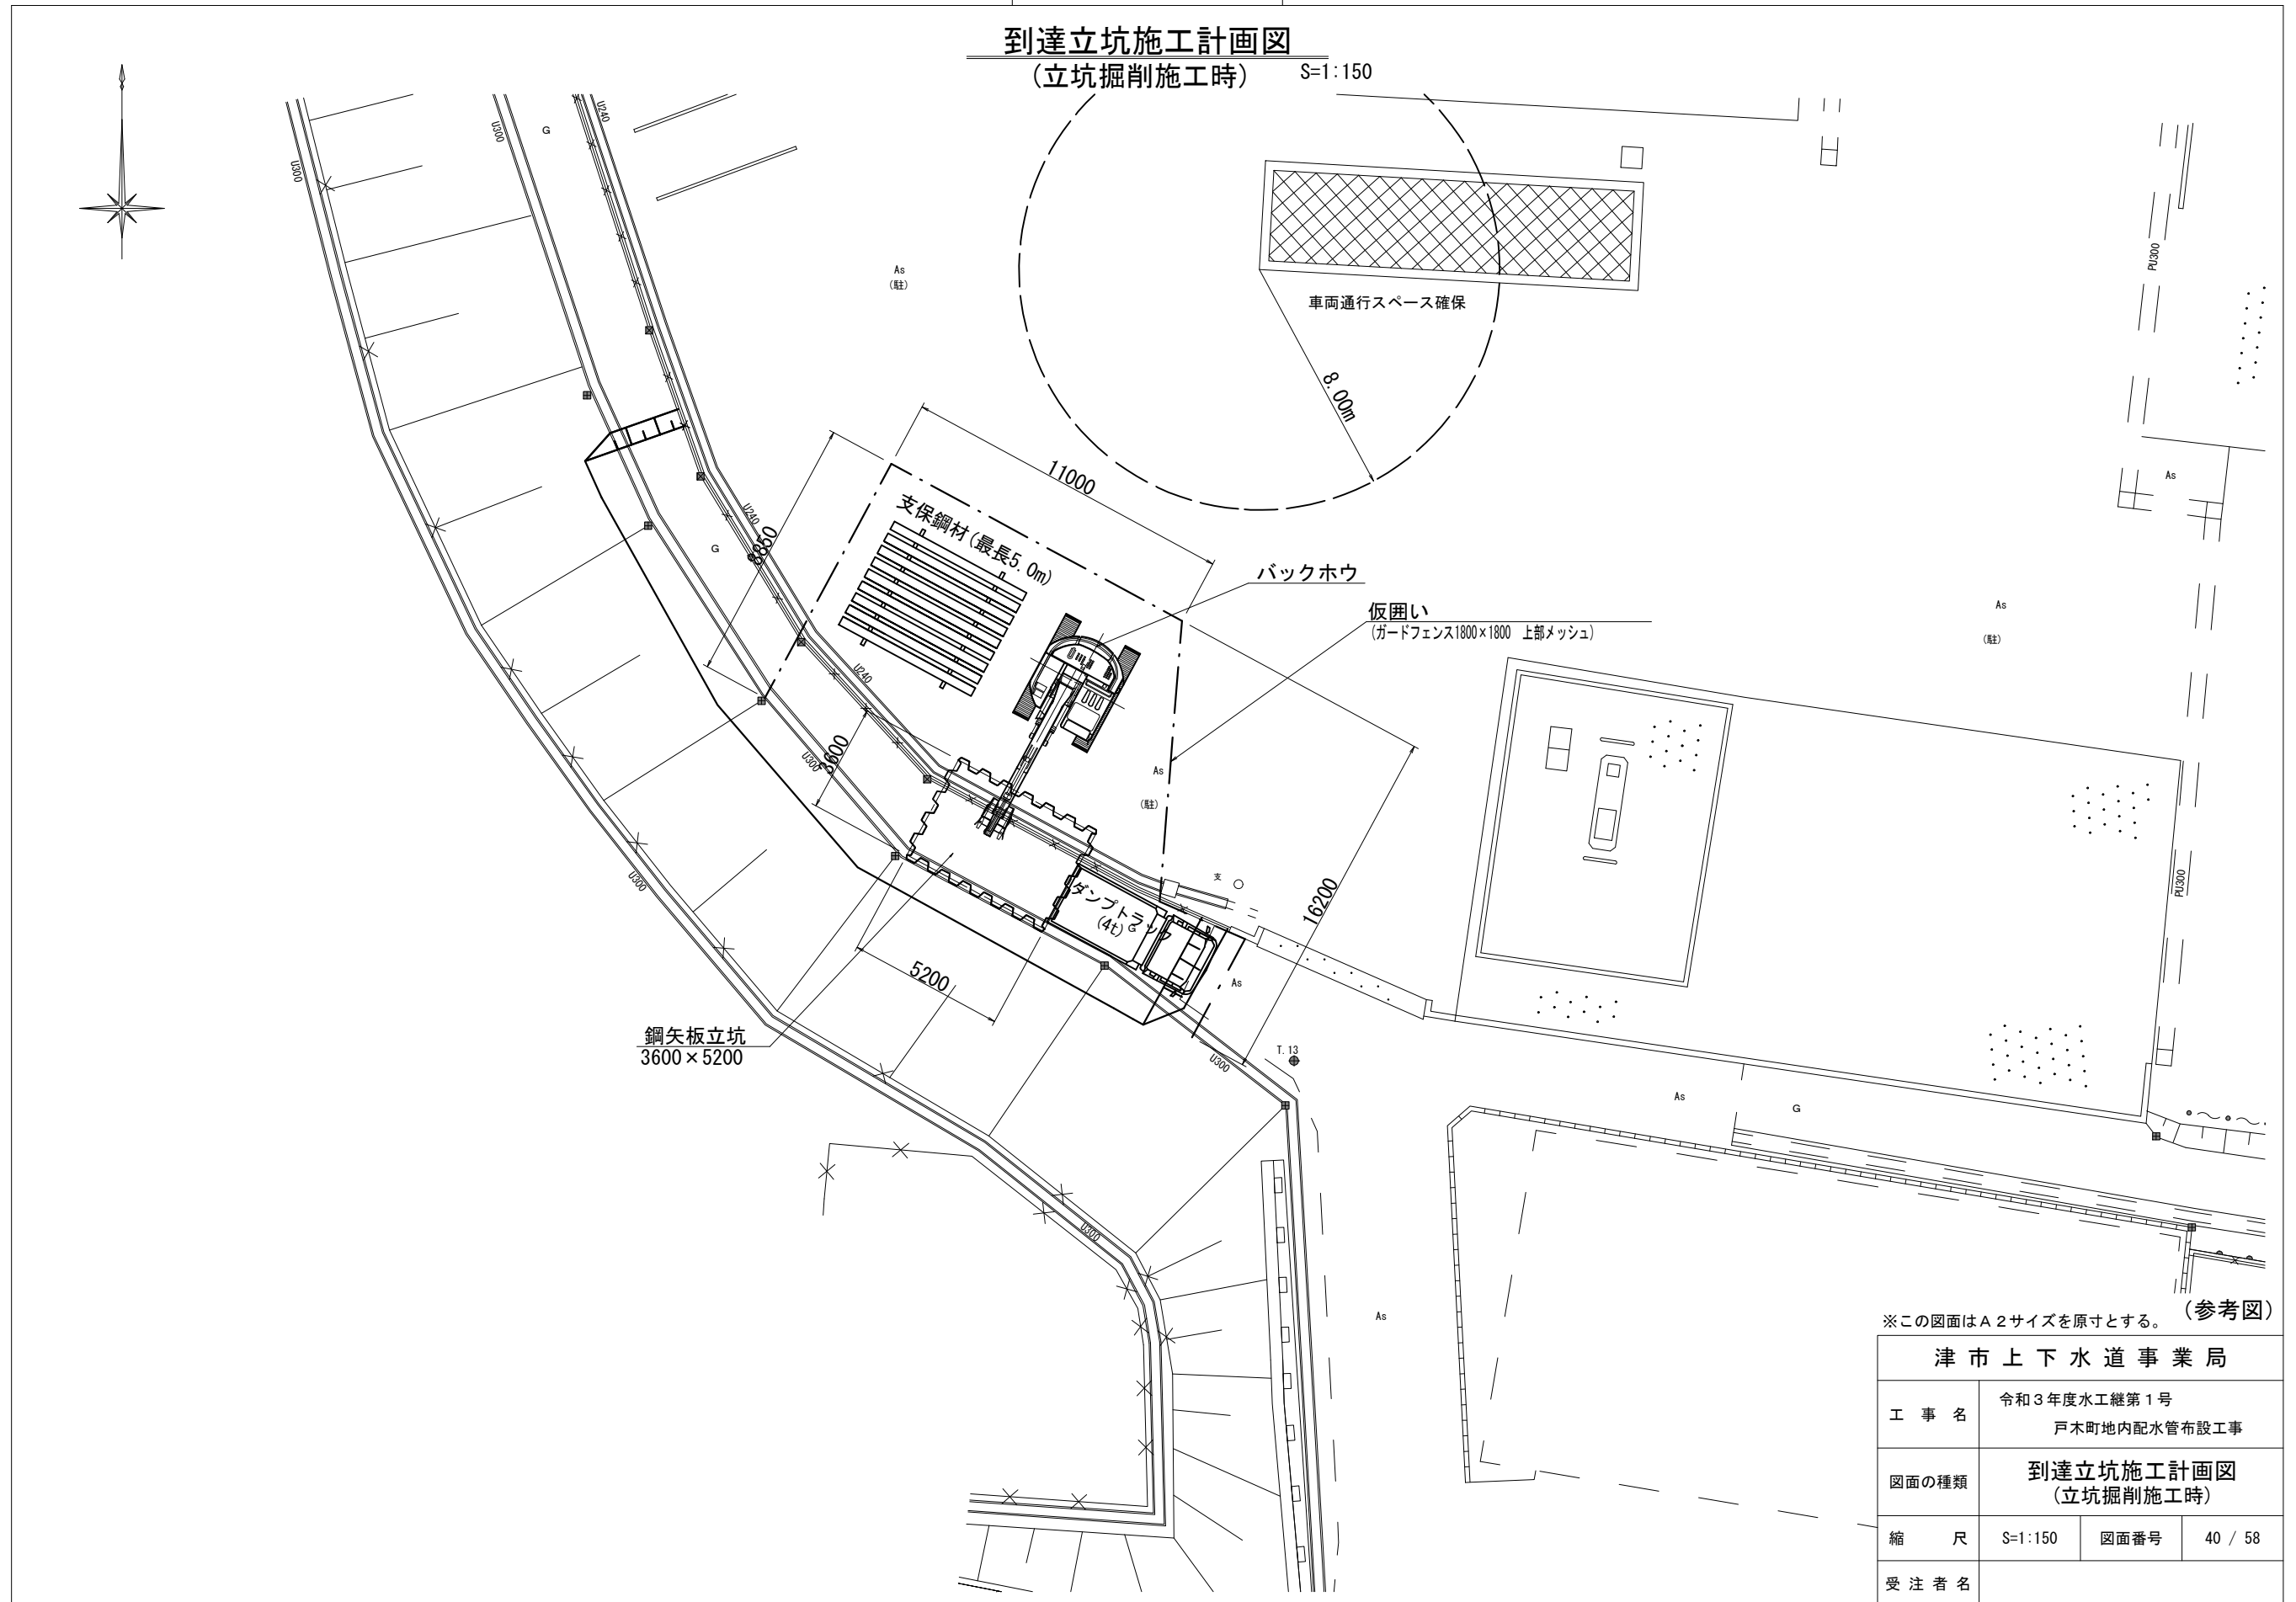 到達立坑施工計画図
(立坑掘削施工時)
S=1:150
U300
U300
G
U240
As
(駐)
車両通行スペース確保
8.00m
PU300
As
11000
支保鋼材(最長5.0m)
8850
U240
G
バックホウ
仮囲い
(ガードフェンス1800×1800 上部メッシュ)
As
(駐)
U240
3600
U300
As
(駐)
支
16200
ダンプトラック
(4t)
G
As
5200
U300
PU300
鋼矢板立坑
3600×5200
T.13
U300
As
G
U300
As
(参考図)
※この図面はA2サイズを原寸とする。
津市上下水道事業局
工事名
令和3年度水工継第1号
戸木町地内配水管布設工事
図面の種類
到達立坑施工計画図
(立坑掘削施工時)
縮尺
S=1:150
図面番号
40 / 58
受注者名